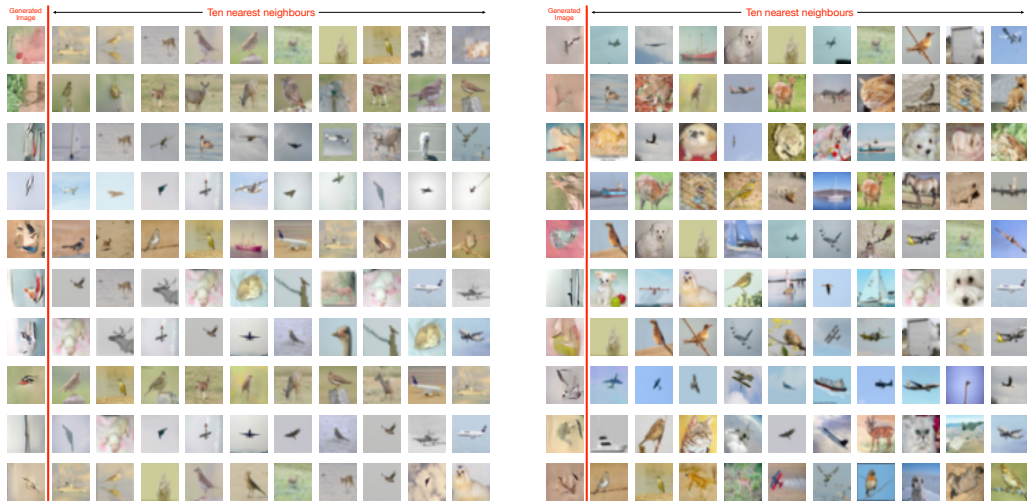 Generated
Image
Ten nearest neighbours
Generated
Image
Ten nearest neighbours